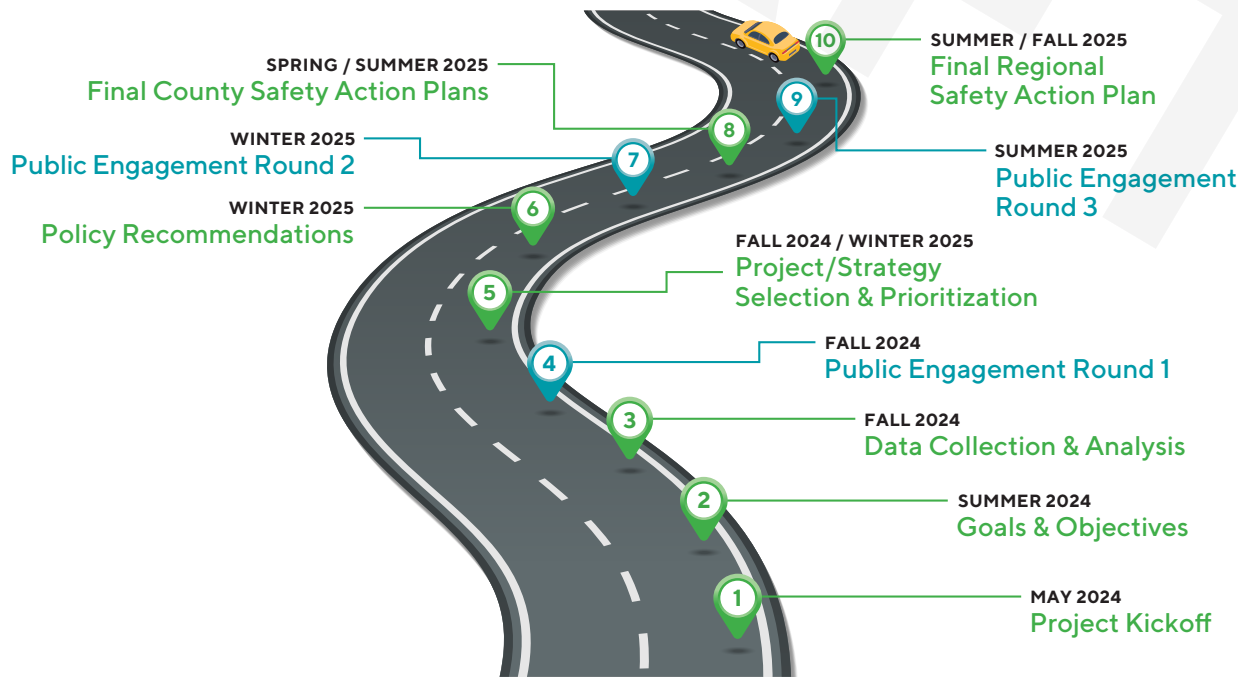 10
SUMMER / FALL 2025
Final Regional
Safety Action Plan
SPRING / SUMMER 2025
Final County Safety Action Plans
9
8
WINTER 2025
Public Engagement Round 2
7
SUMMER 2025
Public Engagement
Round 3
WINTER 2025
Policy Recommendations
6
FALL 2024 / WINTER 2025
Project/Strategy
Selection & Prioritization
5
FALL 2024
Public Engagement Round 1
4
3
FALL 2024
Data Collection & Analysis
2
SUMMER 2024
Goals & Objectives
1
MAY 2024
Project Kickoff